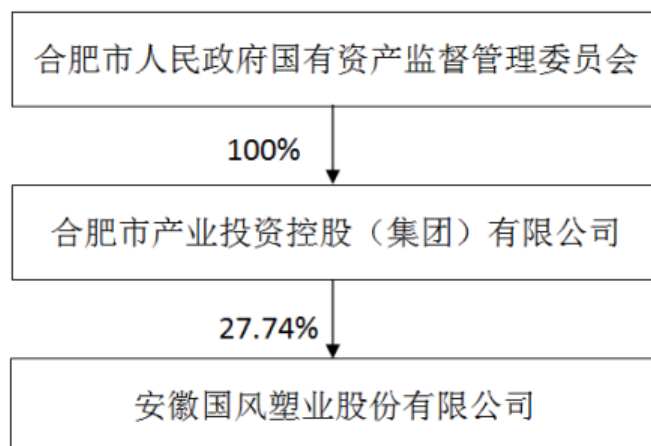 合肥市人民政府国有资产监督管理委员会
100%
合肥市产业投资控股（集团）有限公司
27.74%
安徽国风塑业股份有限公司